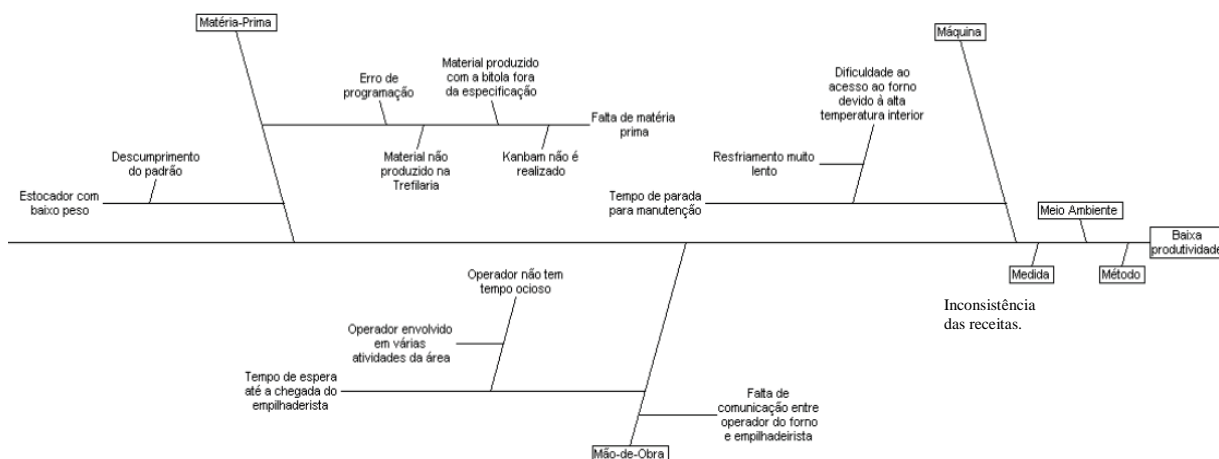 Matéria-Prima
Máquina
Material produzido
com a bitola fora
da especificação
Erro de
programação
Dificuldade ao
acesso ao forno
devido à alta
temperatura interior
Falta de matéria
prima
Descumprimento
do padrão
Material não
produzido na
Trefilaria
Kanbam não é
realizado
Resfriamento muito
lento
Estocador com
baixo peso
Tempo de parada
para manutenção
Meio Ambiente
Baixa
produtividade
Medida
Método
Operador não tem
tempo ocioso
Inconsistência
das receitas.
Operador envolvido
em várias
atividades da área
Tempo de espera
até a chegada do
empilhaderista
Falta de
comunicação entre
operador do forno
e empilhadeirista
Mão-de-Obra